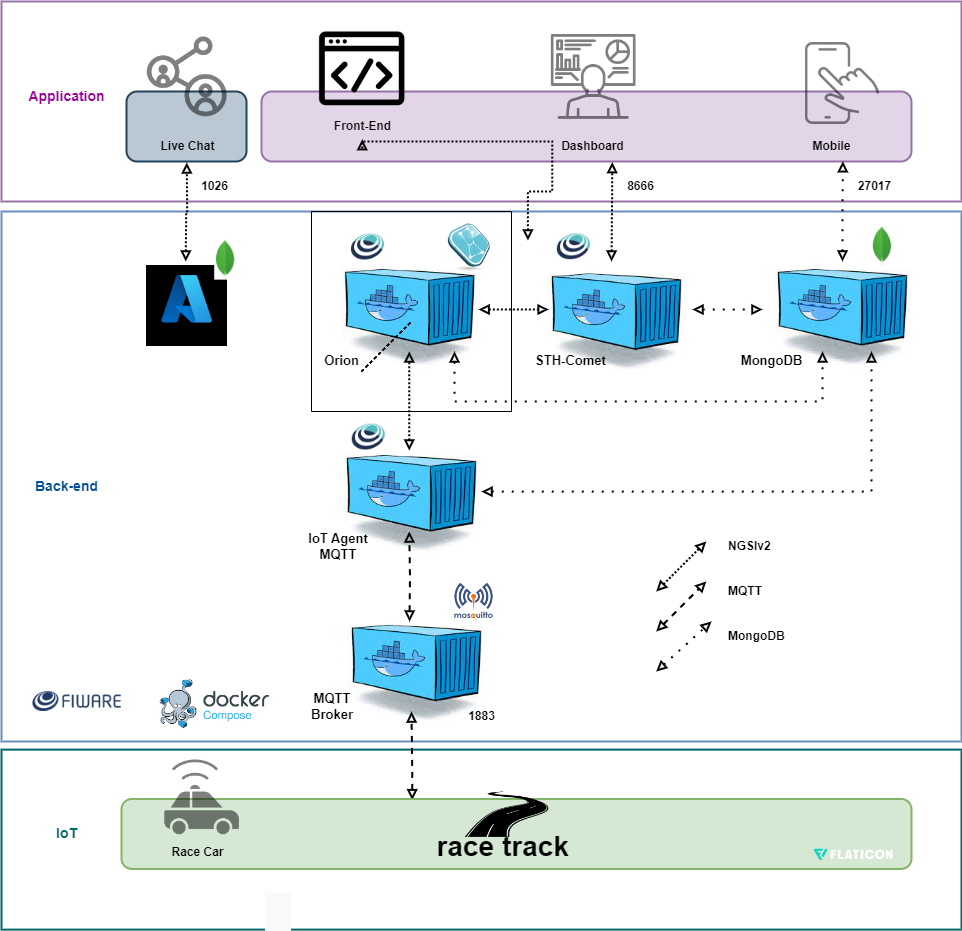 Application
Front-End
Live Chat
Dashboard
Mobile
1026
8666
27017
Orion
STH-Comet
MongoDB
Back-end
IoT Agent
MQTT
NGSIv2
MQTT
MongoDB
mosquitto
FIWARE
docker
Compose
MQTT
Broker
1883
IoT
race track
Race Car
FLATICON